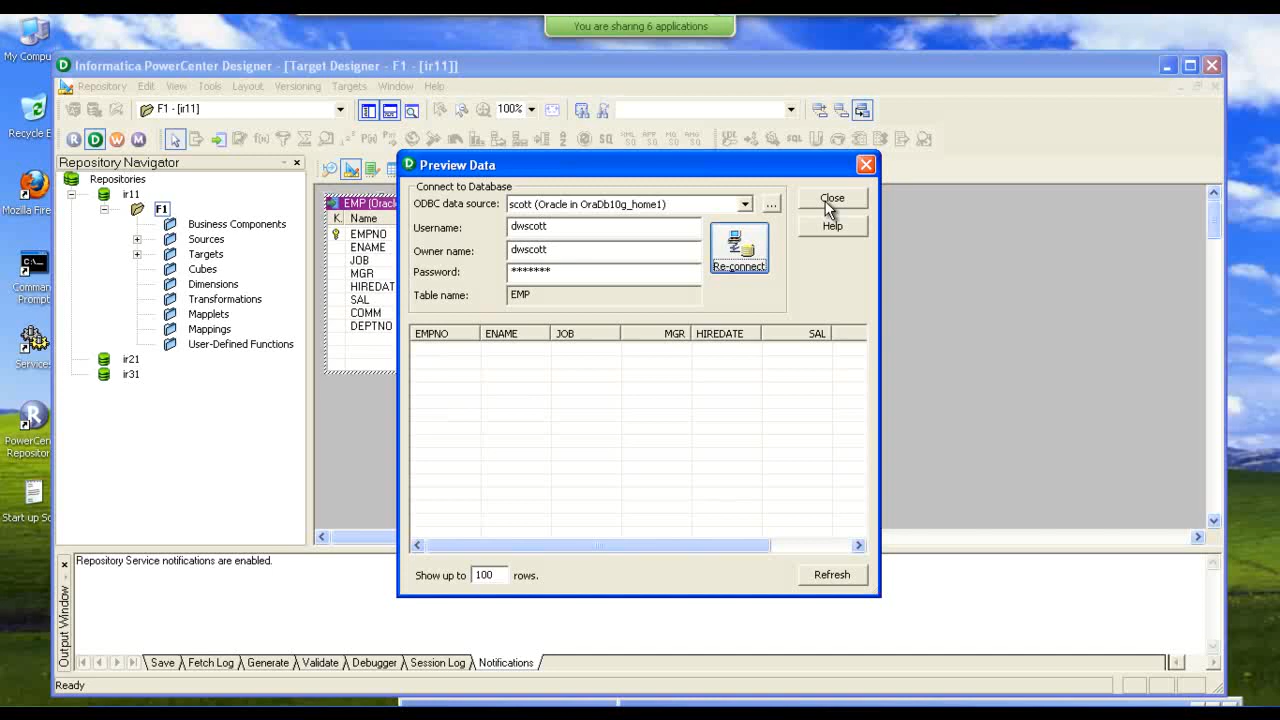 You are sharing 6 applications
My Compu
Recycle B
Mozilla Fire
Comman
Prompt
Services
PowerCen
Repositor
Start up Sc
Informatica PowerCenter Designer - [Target Designer - F1 - [ir11]]
Repository Edit View Tools Layout Versioning Targets Window Help
F1 - [ir11]
100%
R D W M
Repository Navigator
Repositories
ir11
F1
Business Components
Sources
Targets
Cubes
Dimensions
Transformations
Mapplets
Mappings
User-Defined Functions
ir21
ir31
EMP (Oracl
K. Name
EMPNO
ENAME
JOB
MGR
HIREDAT
SAL
COMM
DEPTNO
Preview Data
Connect to Database
ODBC data source: scott (Oracle in OraDb10g_home1) ...
Username: dwscott
Owner name: dwscott
Password: *******
Table name: EMP
Re-connect
Close
Help
EMPNO ENAME JOB MGR HIREDATE SAL
Show up to 100 rows.
Refresh
Output Window
Repository Service notifications are enabled.
Save Fetch Log Generate Validate Debugger Session Log Notifications
Ready